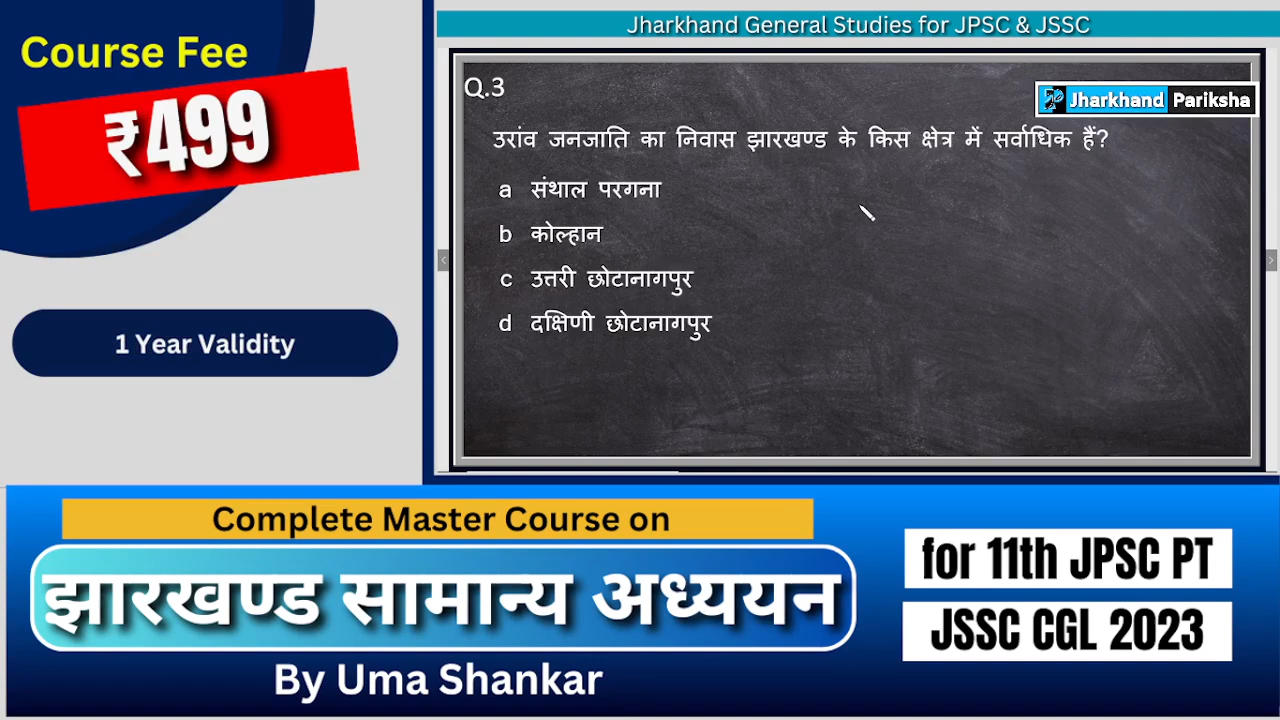 Course Fee
₹499
1 Year Validity
Jharkhand General Studies for JPSC & JSSC
Q.3
Jharkhand Pariksha
उरांव जनजाति का निवास झारखण्ड के किस क्षेत्र में सर्वाधिक हैं?
a संथाल परगना
b कोल्हान
c उत्तरी छोटानागपुर
d दक्षिणी छोटानागपुर
Complete Master Course on
झारखण्ड सामान्य अध्ययन
By Uma Shankar
for 11th JPSC PT
JSSC CGL 2023